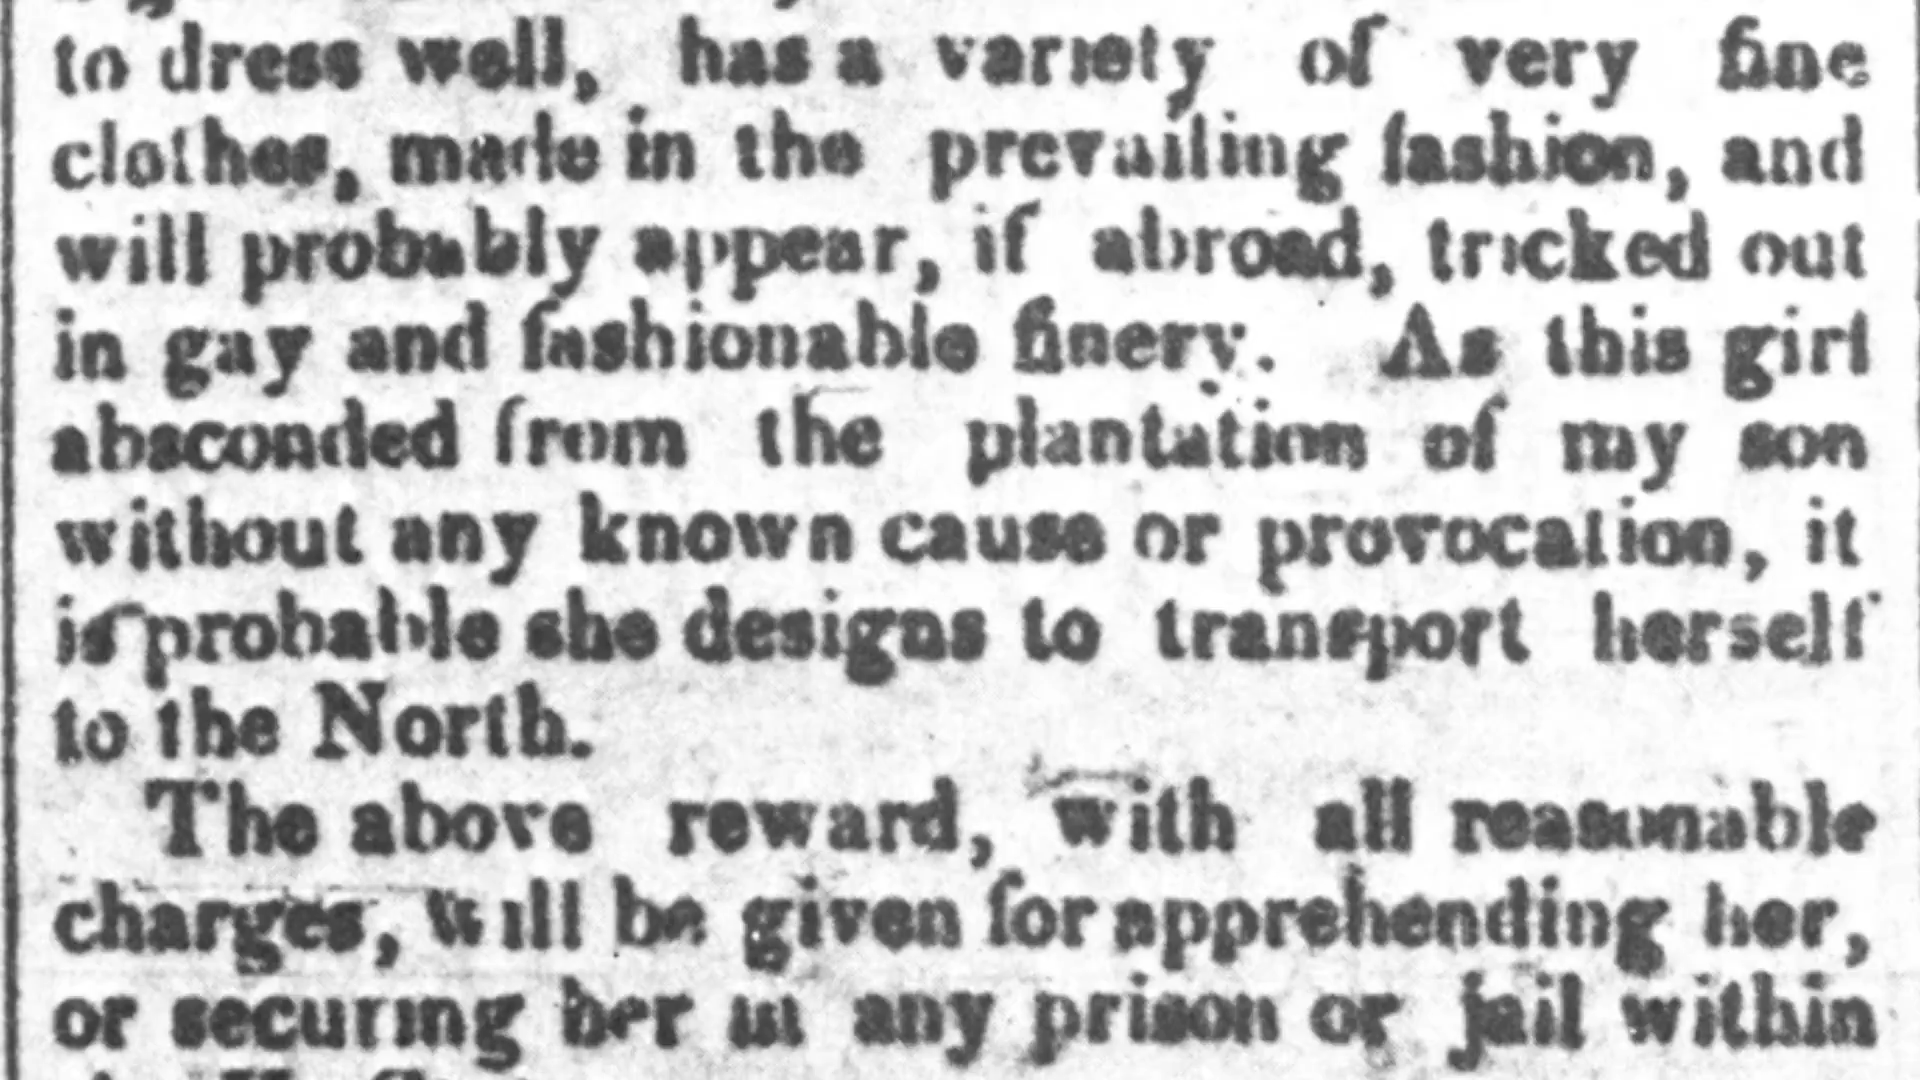 to dress well, has a variety of very fine
clothes, made in the prevailing fashion, and
will probably appear, if abroad, tricked out
in gay and fashionable finery. As this girl
absconded from the plantation of my son
without any known cause or provocation, it
is probable she designs to transport herself
to the North.
The above reward, with all reasonable
charges, will be given for apprehending her,
or securing her in any prison or jail within